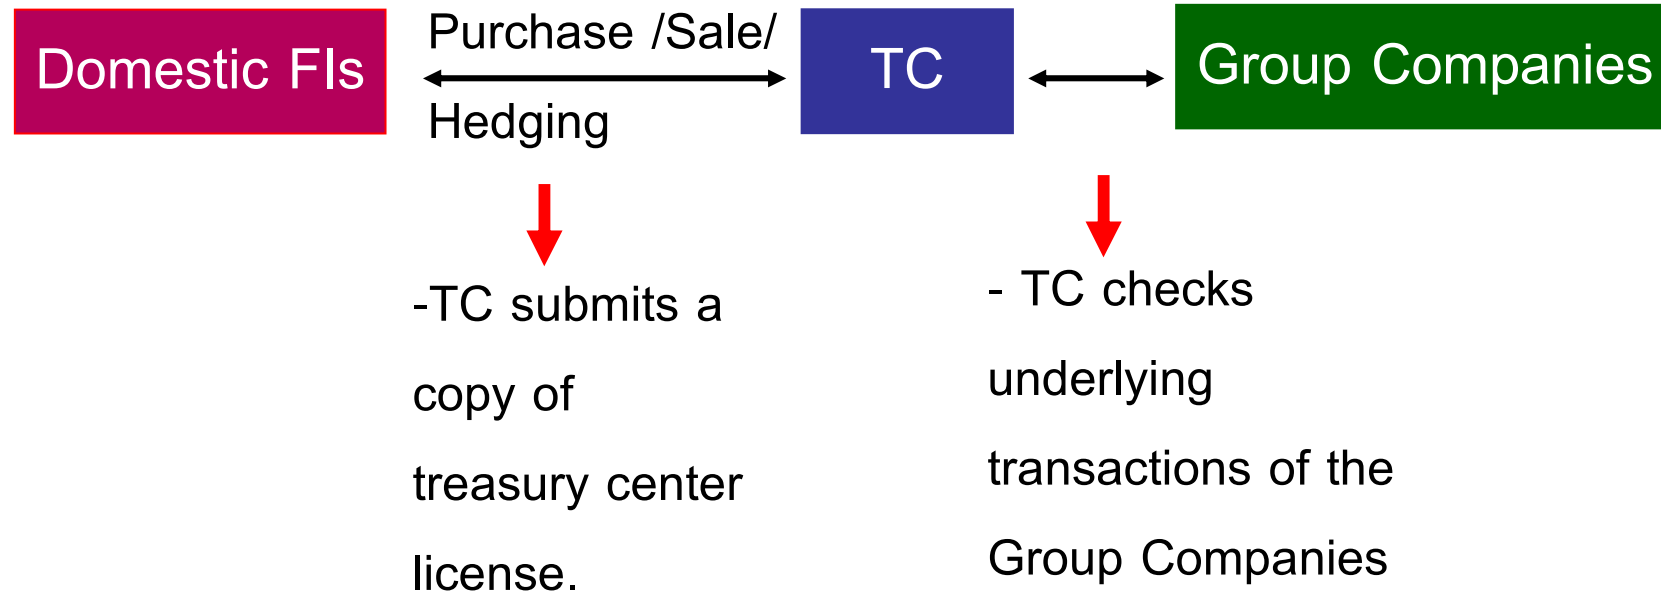 Domestic FIs
Purchase /Sale/
Hedging
TC
Group Companies
-TC submits a
copy of
treasury center
license.
- TC checks
underlying
transactions of the
Group Companies